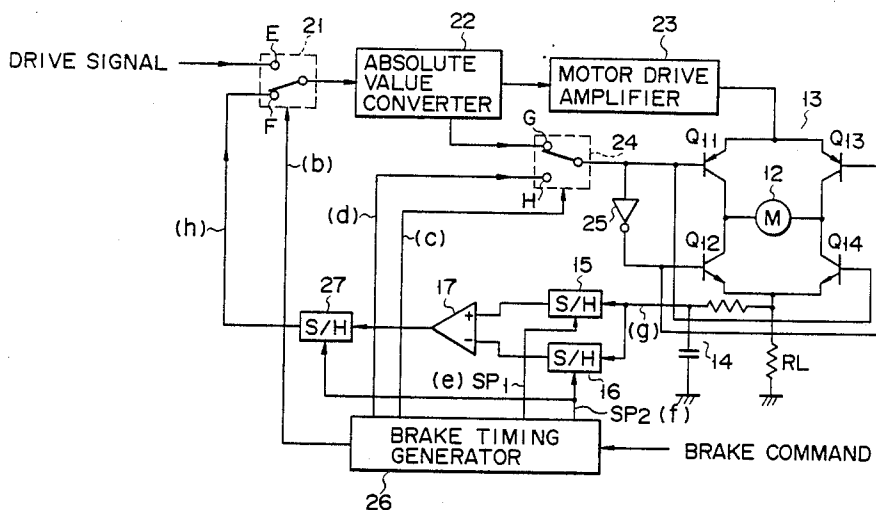 DRIVE SIGNAL
E
21
F
22
ABSOLUTE
VALUE
CONVERTER
23
MOTOR DRIVE
AMPLIFIER
13
Q11
Q13
12
M
Q12
Q14
G
24
H
25
(b)
(d)
(c)
(h)
27
S/H
17
+
−
15
S/H
S/H
16
(g)
14
RL
(e) SP1
SP2 (f)
BRAKE TIMING
GENERATOR
26
BRAKE COMMAND